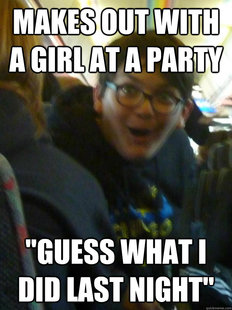 MAKES OUT WITH
A GIRL AT A PARTY
"GUESS WHAT I
DID LAST NIGHT"